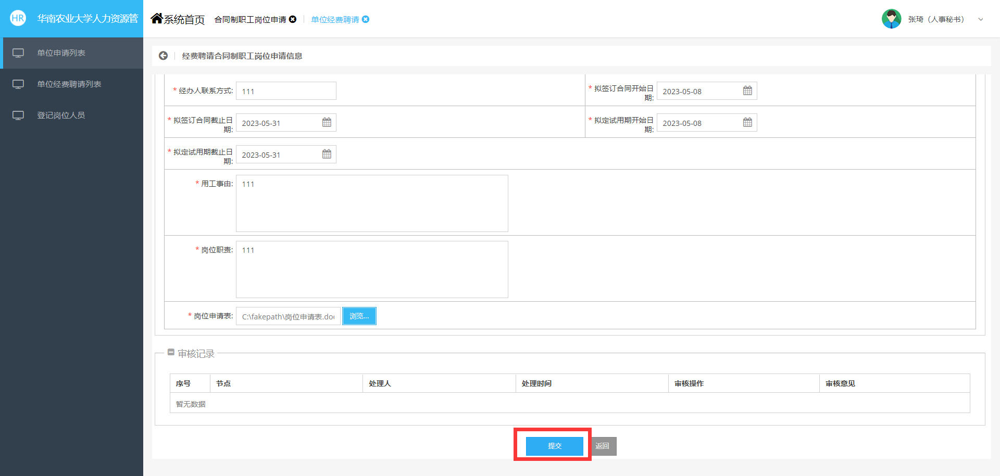 HR 华南农业大学人力资源管
系统首页 合同制职工岗位申请 单位经费聘请
张琦（人事秘书）
单位申请列表
单位经费聘请列表
登记岗位人员
经费聘请合同制职工岗位申请信息
* 经办人联系方式: 111
* 拟签订合同开始日
期: 2023-05-08
* 拟签订合同截止日
期: 2023-05-31
* 拟定试用期开始日
期: 2023-05-08
* 拟定试用期截止日
期: 2023-05-31
* 用工事由: 111
* 岗位职责: 111
* 岗位申请表: C:\fakepath\岗位申请表.doc 浏览...
审核记录
序号 节点 处理人 处理时间 审核操作 审核意见
暂无数据
提交 返回